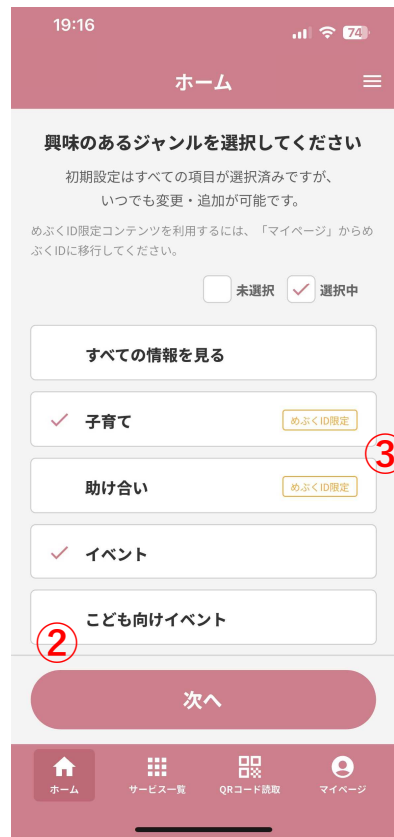 19:16
74
ホーム
興味のあるジャンルを選択してください
初期設定はすべての項目が選択済みですが、
いつでも変更・追加が可能です。
めぶくID限定コンテンツを利用するには、「マイページ」からめ
ぶくIDに移行してください。
未選択 選択中
すべての情報を見る
子育て めぶくID限定
③
助け合い めぶくID限定
イベント
こども向けイベント
②
次へ
ホーム サービス一覧 QRコード読取 マイページ